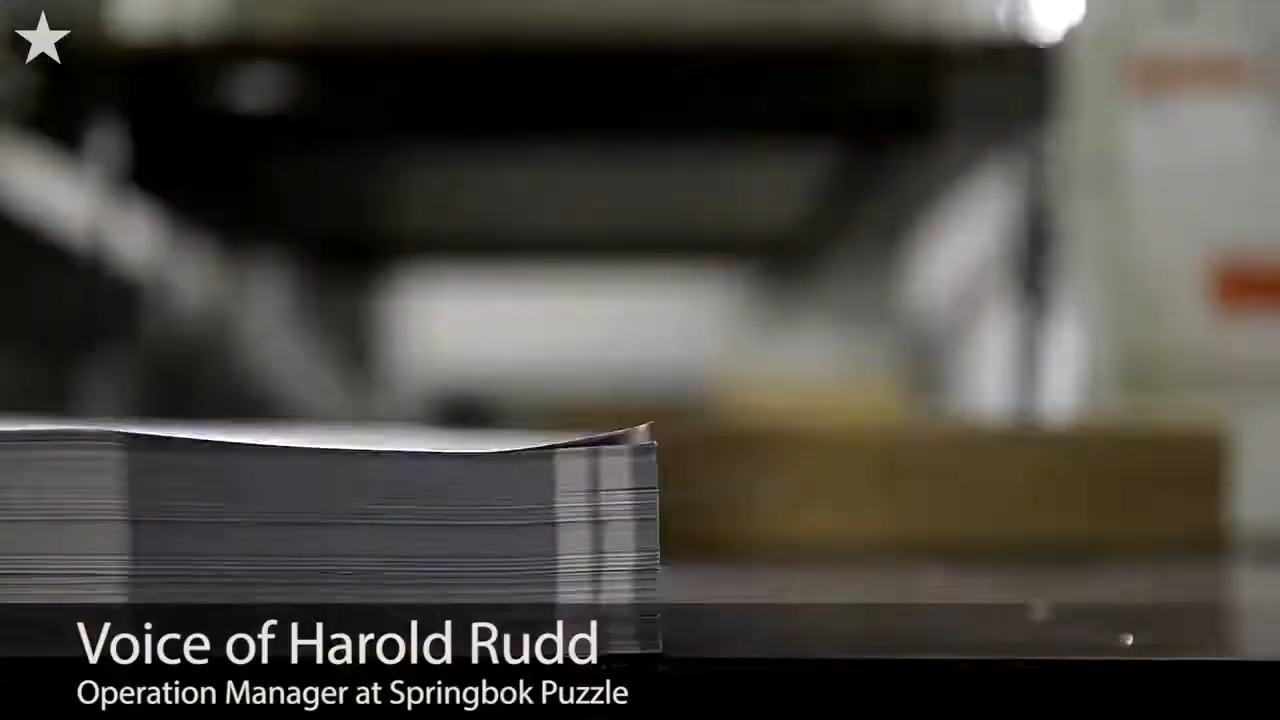 Voice of Harold Rudd
Operation Manager at Springbok Puzzle